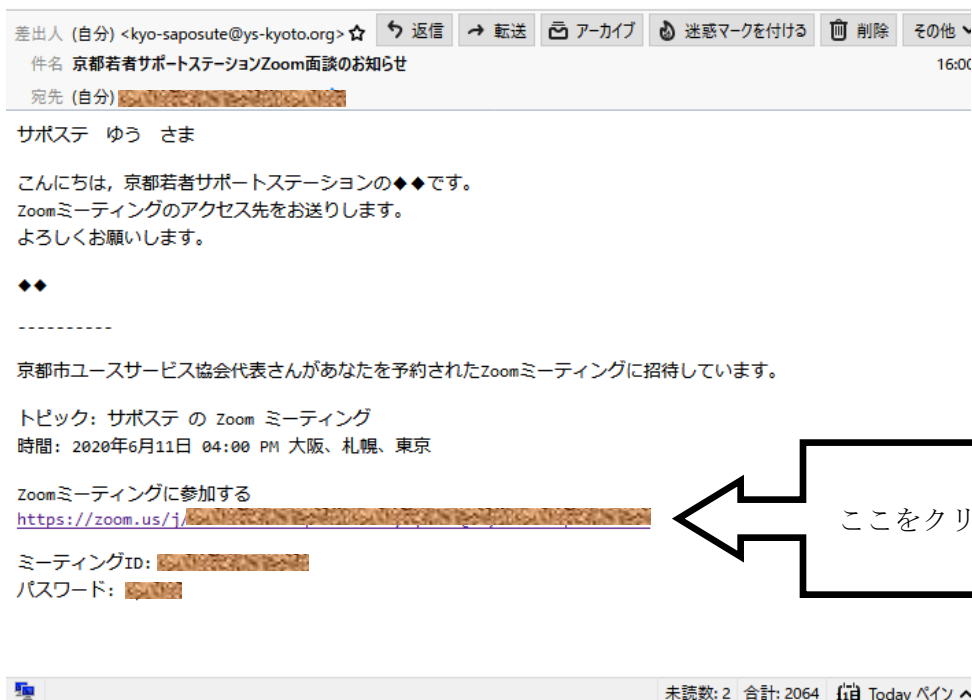 差出人 (自分) <kyo-saposute@ys-kyoto.org> 返信 転送 アーカイブ 迷惑マークを付ける 削除 その他
件名 京都若者サポートステーションZoom面談のお知らせ 16:00
宛先 (自分)
サポステ　ゆう　さま
こんにちは，京都若者サポートステーションの◆◆です。
Zoomミーティングのアクセス先をお送りします。
よろしくお願いします。
◆◆
----------
京都市ユースサービス協会代表さんがあなたを予約されたZoomミーティングに招待しています。
トピック: サポステ の Zoom ミーティング
時間: 2020年6月11日 04:00 PM 大阪、札幌、東京
Zoomミーティングに参加する
https://zoom.us/j/
ここをクリ
ミーティングID:
パスワード:
未読数: 2 合計: 2064 Today ペイン